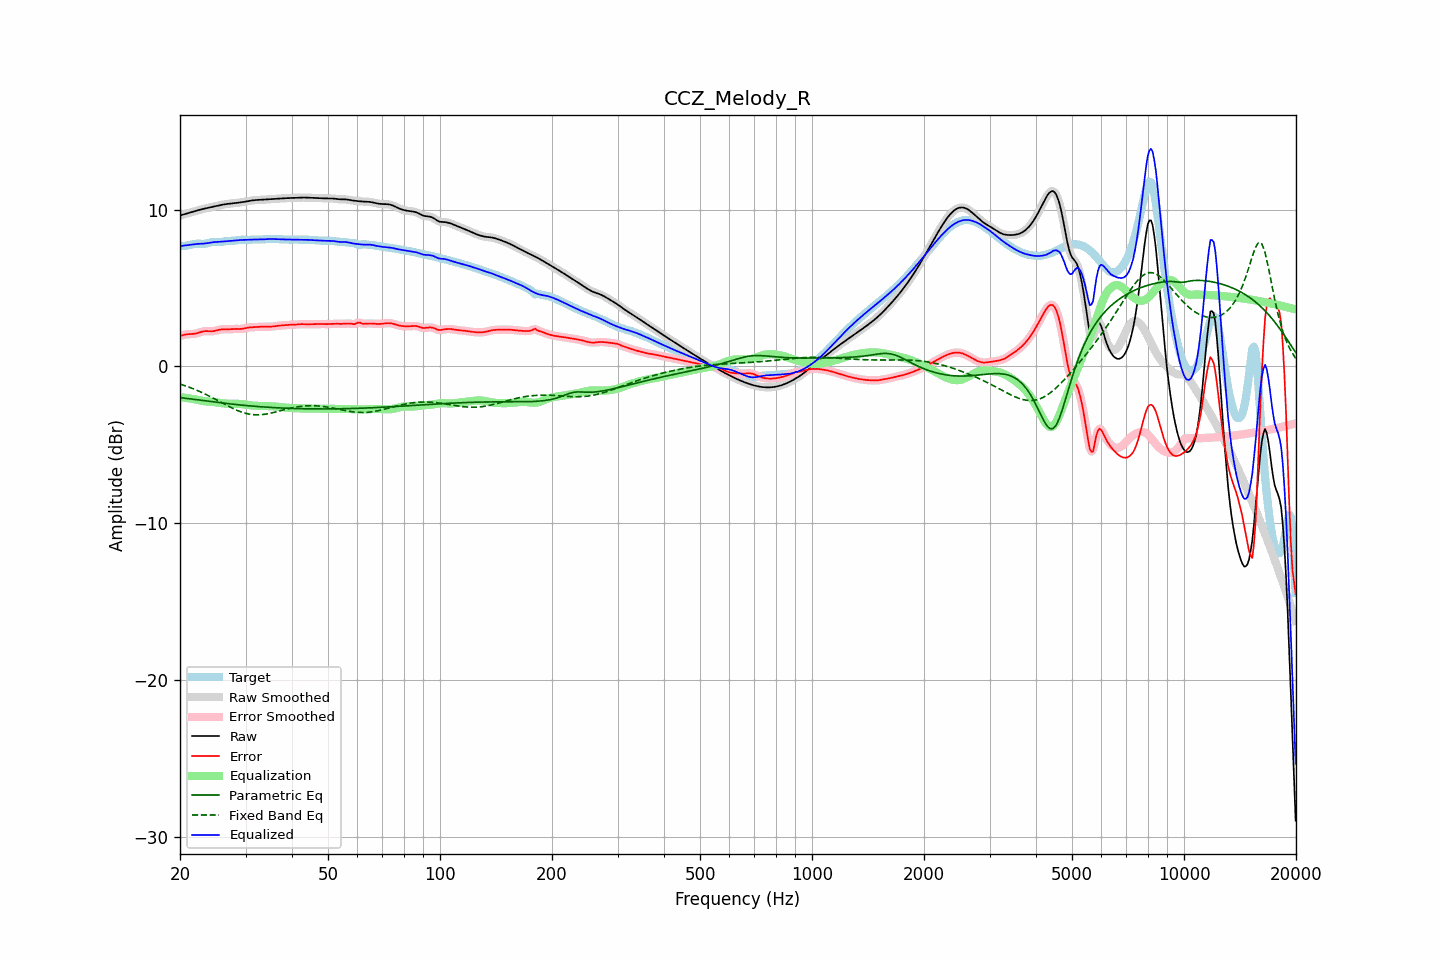 CCZ_Melody_R
Amplitude (dBr)
10
0
−10
−20
−30
Target
Raw Smoothed
Error Smoothed
Raw
Error
Equalization
Parametric Eq
Fixed Band Eq
Equalized
20 50 100 200 500 1000 2000 5000 10000 20000
Frequency (Hz)